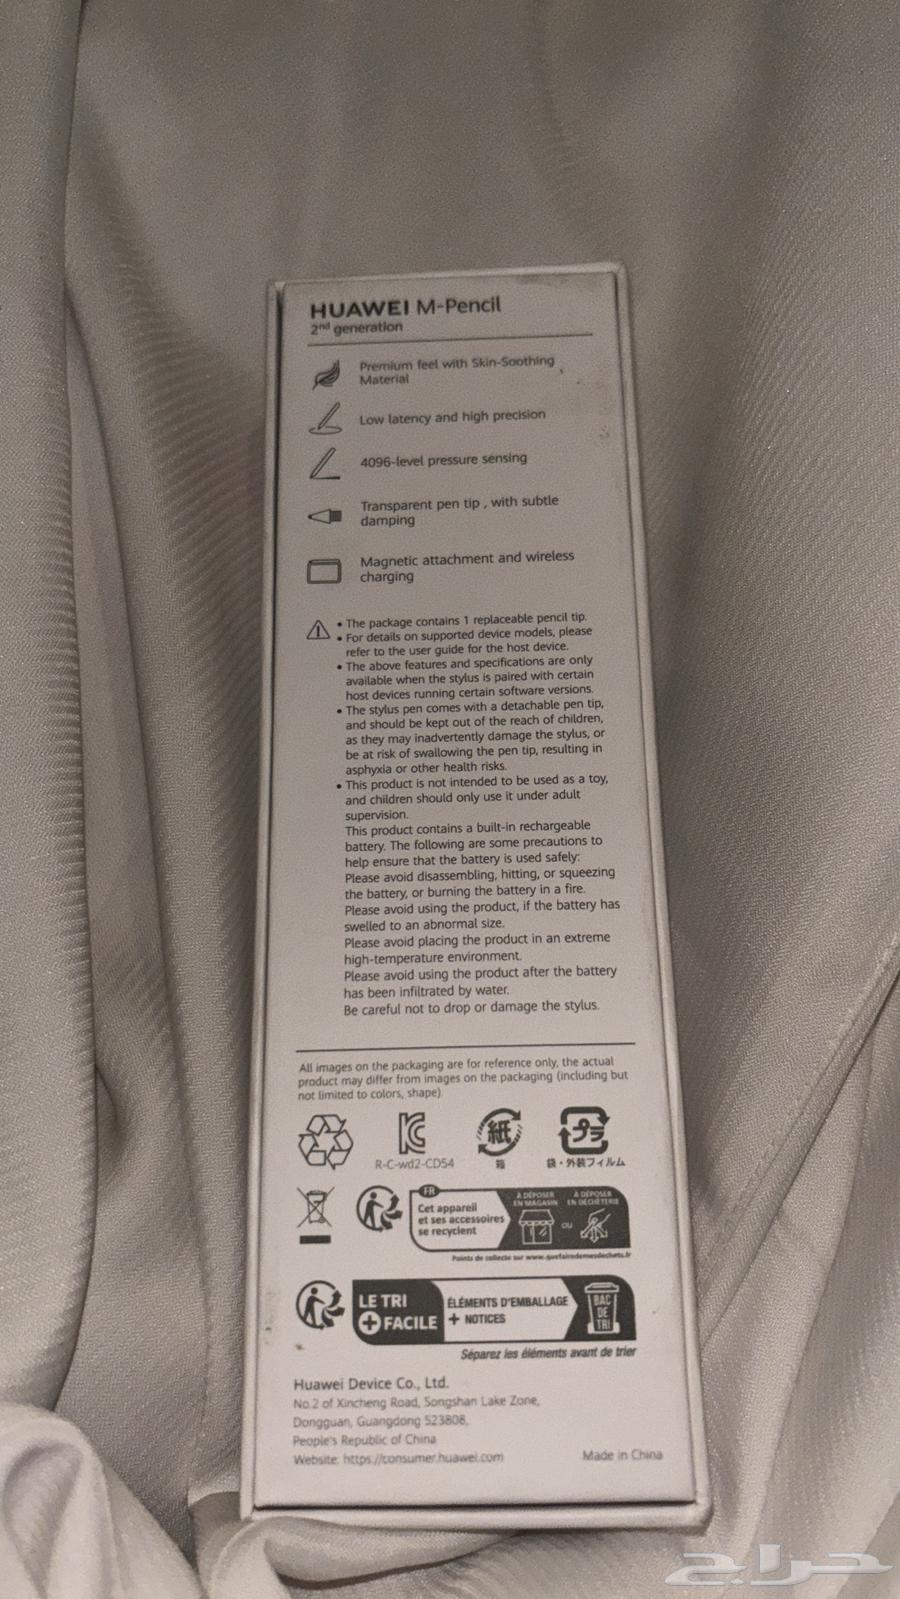 HUAWEI M-Pencil
2nd generation
Premium feel with Skin-Soothing
Material
Low latency and high precision
4096-level pressure sensing
Transparent pen tip , with subtle
damping
Magnetic attachment and wireless
charging
• The package contains 1 replaceable pencil tip.
• For details on supported device models, please
refer to the user guide for the host device.
• The above features and specifications are only
available when the stylus is paired with certain
host devices running certain software versions.
• The stylus pen comes with a detachable pen tip,
and should be kept out of the reach of children,
as they may inadvertently damage the stylus, or
be at risk of swallowing the pen tip, resulting in
asphyxia or other health risks.
• This product is not intended to be used as a toy,
and children should only use it under adult
supervision.
This product contains a built-in rechargeable
battery. The following are some precautions to
help ensure that the battery is used safely:
Please avoid disassembling, hitting, or squeezing
the battery, or burning the battery in a fire.
Please avoid using the product, if the battery has
swelled to an abnormal size.
Please avoid placing the product in an extreme
high-temperature environment.
Please avoid using the product after the battery
has been infiltrated by water.
Be careful not to drop or damage the stylus.
All images on the packaging are for reference only, the actual
product may differ from images on the packaging (including but
not limited to colors, shape).
紙 プラ
R-C-wd2-CD54 箱 袋・外装フィルム
FR
Cet appareil
et ses accessoires
se recyclent
À DÉPOSER
EN MAGASIN
OU
À DÉPOSER
EN DÉCHÈTERIE
Points de collecte sur www.quefairedemesdechets.fr
LE TRI
+ FACILE
ÉLÉMENTS D'EMBALLAGE
+ NOTICES
BAC
DE
TRI
Séparez les éléments avant de trier
Huawei Device Co., Ltd.
No.2 of Xincheng Road, Songshan Lake Zone,
Dongguan, Guangdong 523808,
People's Republic of China
Website: https://consumer.huawei.com Made in China
حراج